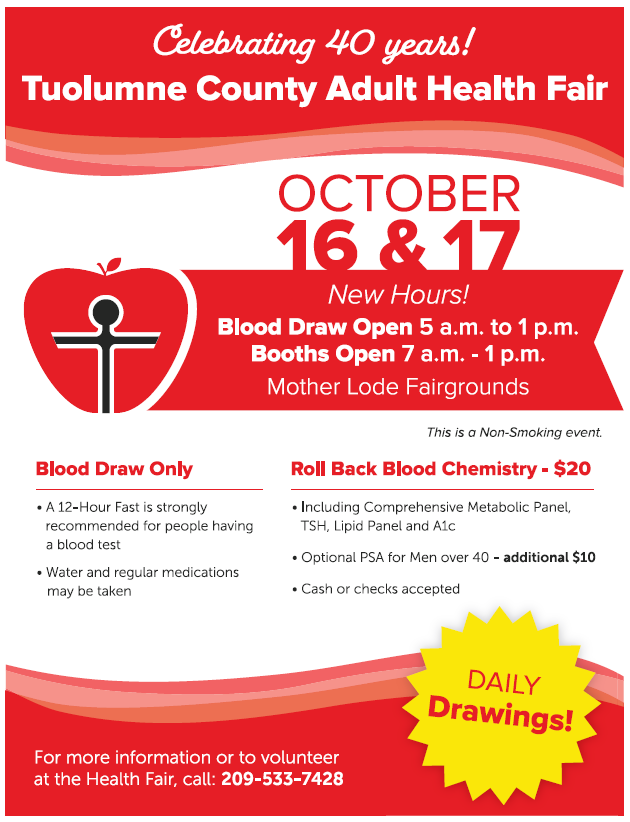 Celebrating 40 years!
Tuolumne County Adult Health Fair
OCTOBER
16 & 17
New Hours!
Blood Draw Open 5 a.m. to 1 p.m.
Booths Open 7 a.m. - 1 p.m.
Mother Lode Fairgrounds
This is a Non-Smoking event.
Blood Draw Only
• A 12-Hour Fast is strongly
recommended for people having
a blood test
• Water and regular medications
may be taken
Roll Back Blood Chemistry - $20
• Including Comprehensive Metabolic Panel,
TSH, Lipid Panel and A1c
• Optional PSA for Men over 40 - additional $10
• Cash or checks accepted
DAILY
Drawings!
For more information or to volunteer
at the Health Fair, call: 209-533-7428